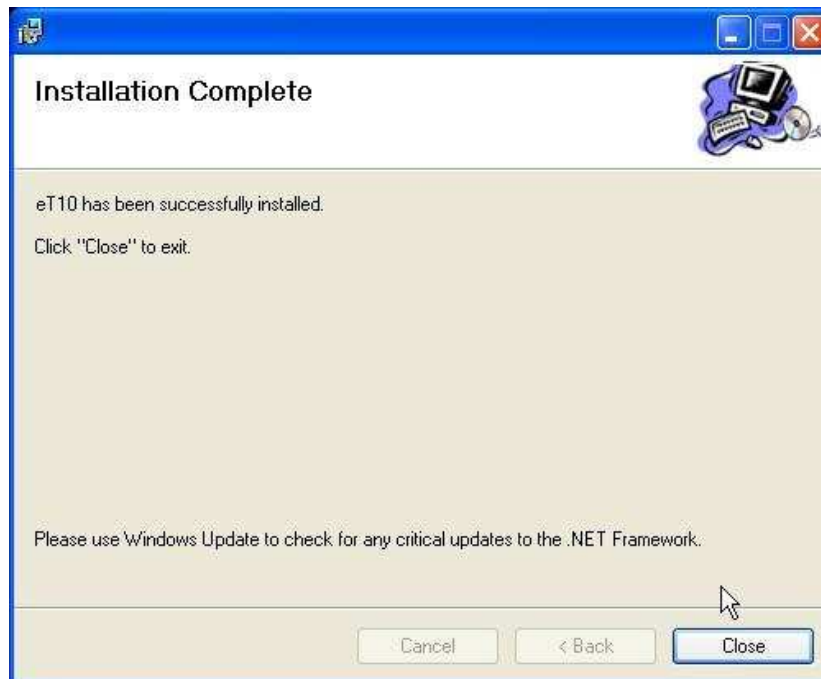 Installation Complete
eT10 has been successfully installed.
Click "Close" to exit.
Please use Windows Update to check for any critical updates to the .NET Framework.
Cancel
< Back
Close